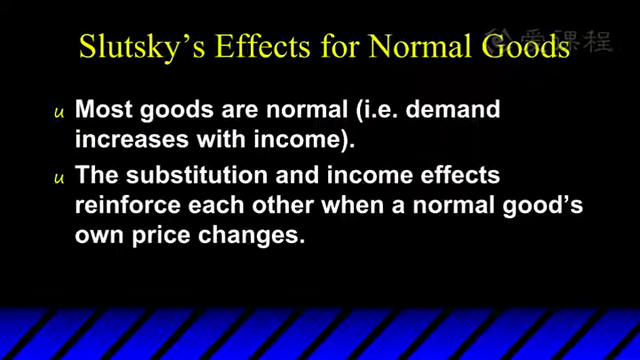 Slutsky's Effects for Normal Goods
爱课程
u Most goods are normal (i.e. demand
increases with income).
u The substitution and income effects
reinforce each other when a normal good's
own price changes.